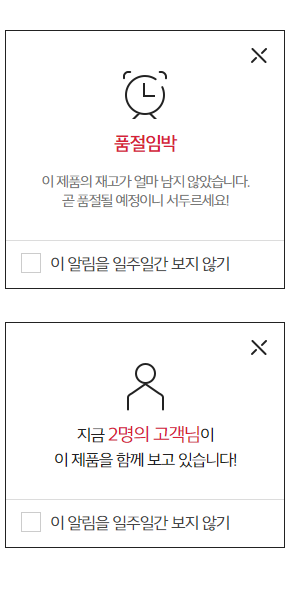 품절임박
이 제품의 재고가 얼마 남지 않았습니다.
곧 품절될 예정이니 서두르세요!
이 알림을 일주일간 보지 않기
지금 2명의 고객님이
이 제품을 함께 보고 있습니다!
이 알림을 일주일간 보지 않기